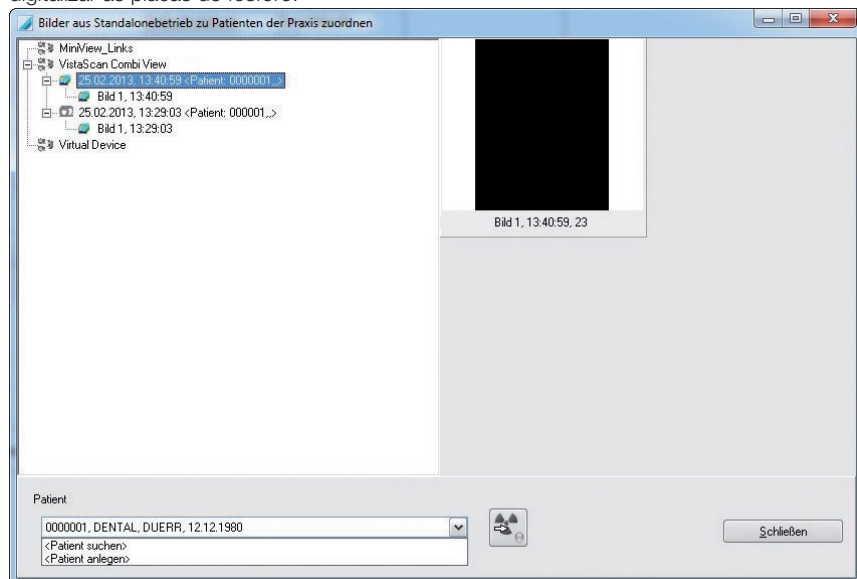 Bilder aus Standalonebetrieb zu Patienten der Praxis zuordnen
MiniView_Links
VistaScan Combi View
25.02.2013, 13:40:59 <Patient: 0000001,,>
Bild 1, 13:40:59
25.02.2013, 13:29:03 <Patient: 000001,,>
Bild 1, 13:29:03
Virtual Device
Bild 1, 13:40:59, 23
Patient
0000001, DENTAL, DUERR, 12.12.1980
<Patient suchen>
<Patient anlegen>
Schließen